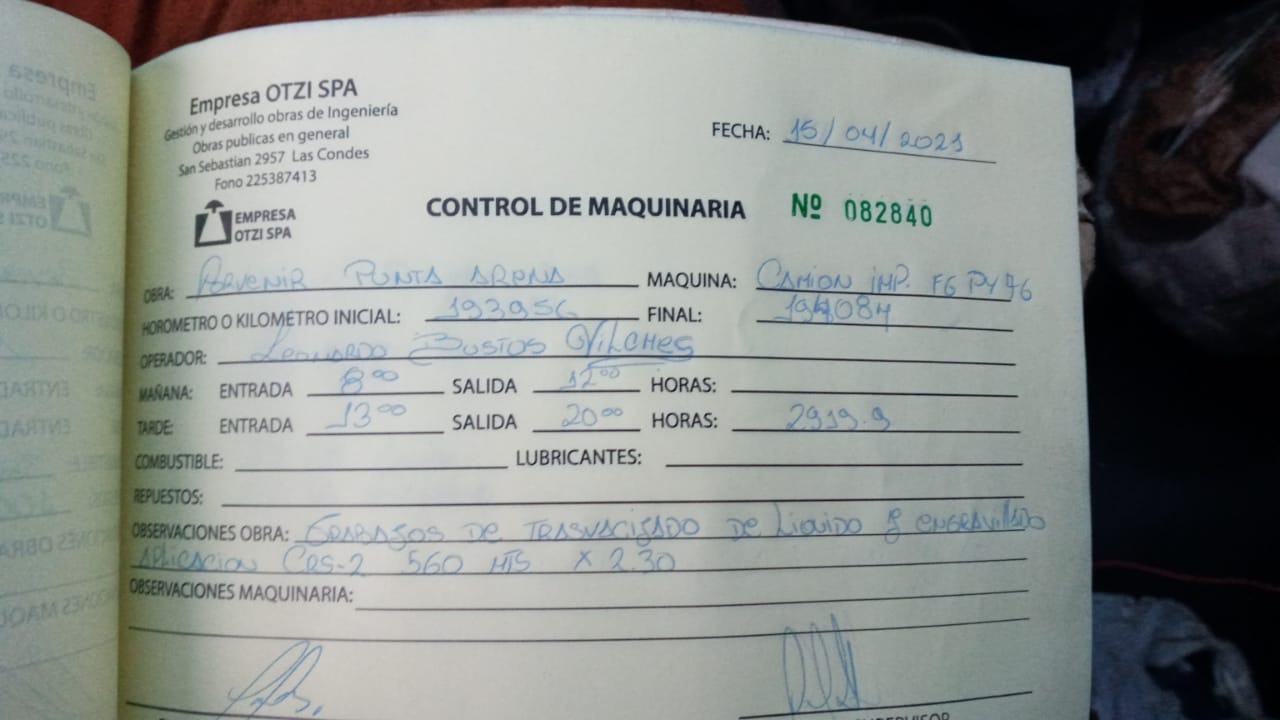 Empresa OTZI SPA
Gestión y desarrollo obras de Ingeniería
Obras publicas en general
San Sebastian 2957 Las Condes
Fono 225387413
EMPRESA
OTZI SPA
FECHA: 15/04/2021
CONTROL DE MAQUINARIA Nº 082840
OBRA: PORVENIR PUNTA ARENA MAQUINA: CAMION IMP. FG PY 76
HOROMETRO O KILOMETRO INICIAL: 193956 FINAL: 194084
OPERADOR: LEONARDO BUSTOS VILCHES
MAÑANA: ENTRADA 8:00 SALIDA 12:00 HORAS:
TARDE: ENTRADA 13:00 SALIDA 20:00 HORAS: 2919.9
COMBUSTIBLE: LUBRICANTES:
REPUESTOS:
OBSERVACIONES OBRA: TRABAJOS DE TRASVACIJADO DE LIQUIDO Y ENGRAVILLADO
APLICACION CRS-2 560 MTS X 2.30
OBSERVACIONES MAQUINARIA:
SUPERVISOR